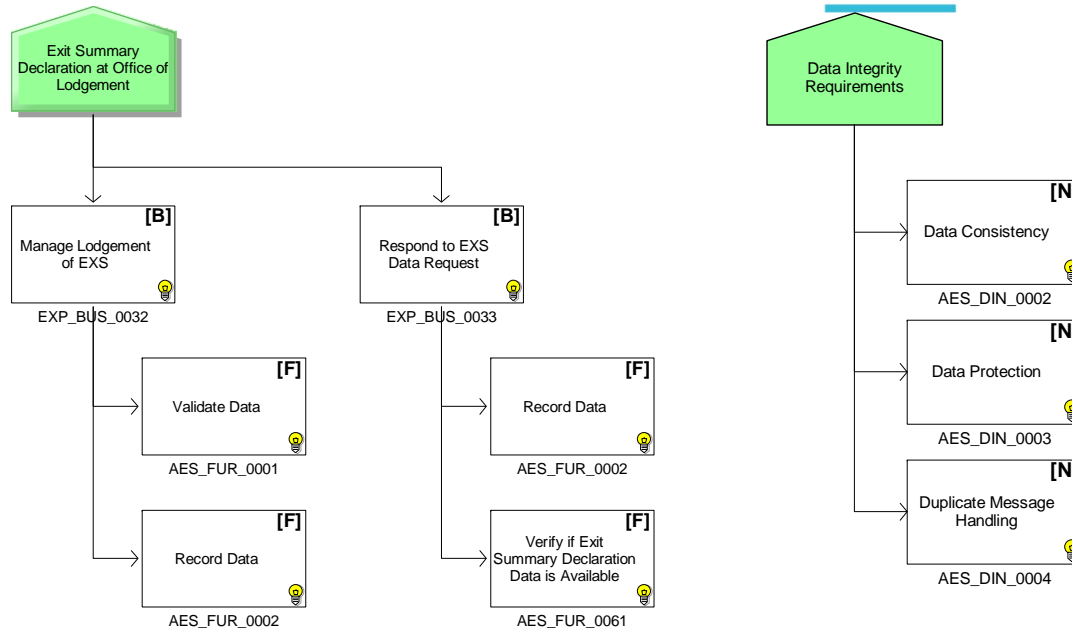 Exit Summary
Declaration at Office of
Lodgement
[B]
Manage Lodgement
of EXS
EXP_BUS_0032
[F]
Validate Data
AES_FUR_0001
[F]
Record Data
AES_FUR_0002
[B]
Respond to EXS
Data Request
EXP_BUS_0033
[F]
Record Data
AES_FUR_0002
[F]
Verify if Exit
Summary Declaration
Data is Available
AES_FUR_0061
Data Integrity
Requirements
[N
Data Consistency
AES_DIN_0002
[N
Data Protection
AES_DIN_0003
[N
Duplicate Message
Handling
AES_DIN_0004